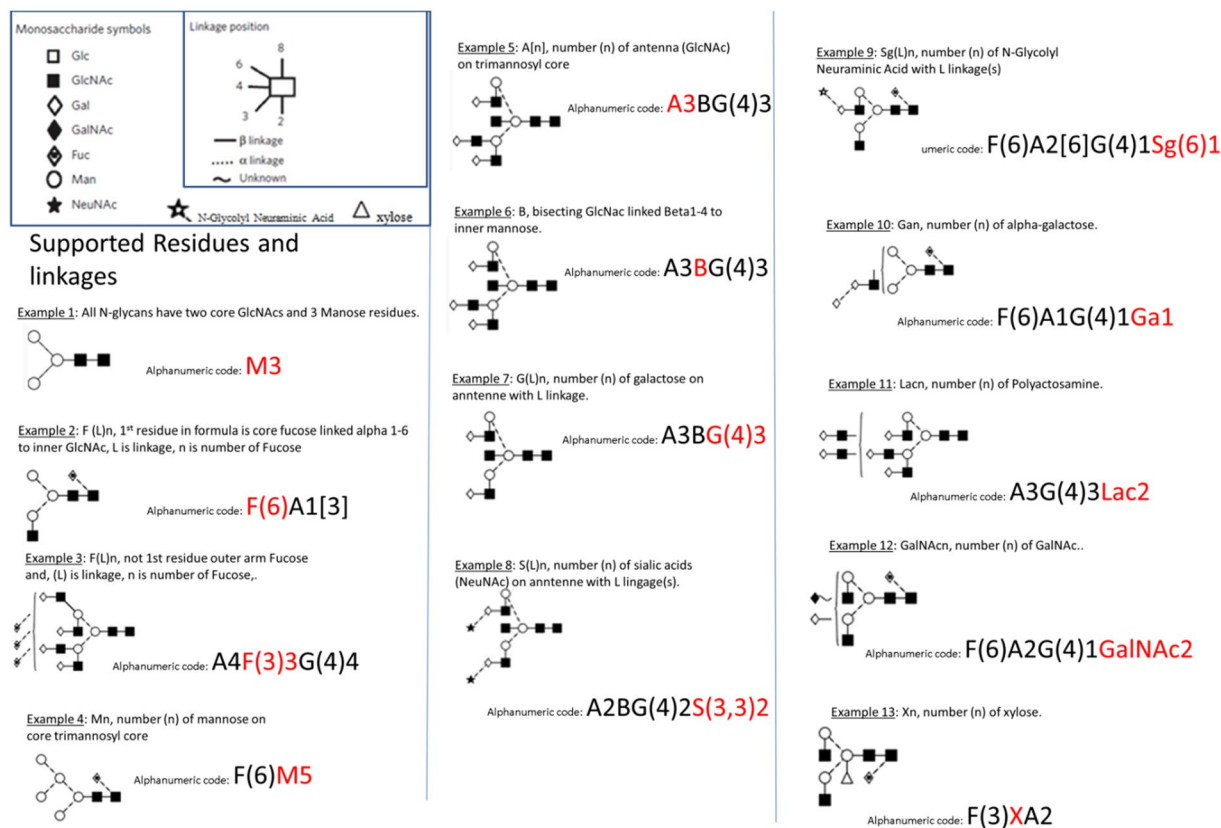 Monosaccharide symbols
Glc
GlcNAc
Gal
GalNAc
Fuc
Man
NeuNAc
Linkage position
8
6
4
3
2
β linkage
α linkage
Unknown
N-Glycolyl Neuraminic Acid
xylose
Supported Residues and
linkages
Example 1: All N-glycans have two core GlcNAcs and 3 Manose residues.
Alphanumeric code: M3
Example 2: F (L)n, 1st residue in formula is core fucose linked alpha 1-6
to inner GlcNAc, L is linkage, n is number of Fucose
Alphanumeric code: F(6)A1[3]
Example 3: F(L)n, not 1st residue outer arm Fucose
and, (L) is linkage, n is number of Fucose,.
Alphanumeric code: A4F(3)3G(4)4
Example 4: Mn, number (n) of mannose on
core trimannosyl core
Alphanumeric code: F(6)M5
Example 5: A[n], number (n) of antenna (GlcNAc)
on trimannosyl core
Alphanumeric code: A3BG(4)3
Example 6: B, bisecting GlcNac linked Beta1-4 to
inner mannose.
Alphanumeric code: A3BG(4)3
Example 7: G(L)n, number (n) of galactose on
anntenne with L linkage.
Alphanumeric code: A3BG(4)3
Example 8: S(L)n, number (n) of sialic acids
(NeuNAc) on anntenne with L lingage(s).
Alphanumeric code: A2BG(4)2S(3,3)2
Example 9: Sg(L)n, number (n) of N-Glycolyl
Neuraminic Acid with L linkage(s)
umeric code: F(6)A2[6]G(4)1Sg(6)1
Example 10: Gan, number (n) of alpha-galactose.
Alphanumeric code: F(6)A1G(4)1Ga1
Example 11: Lacn, number (n) of Polyactosamine.
Alphanumeric code: A3G(4)3Lac2
Example 12: GalNAcn, number (n) of GalNAc..
Alphanumeric code: F(6)A2G(4)1GalNAc2
Example 13: Xn, number (n) of xylose.
Alphanumeric code: F(3)XA2